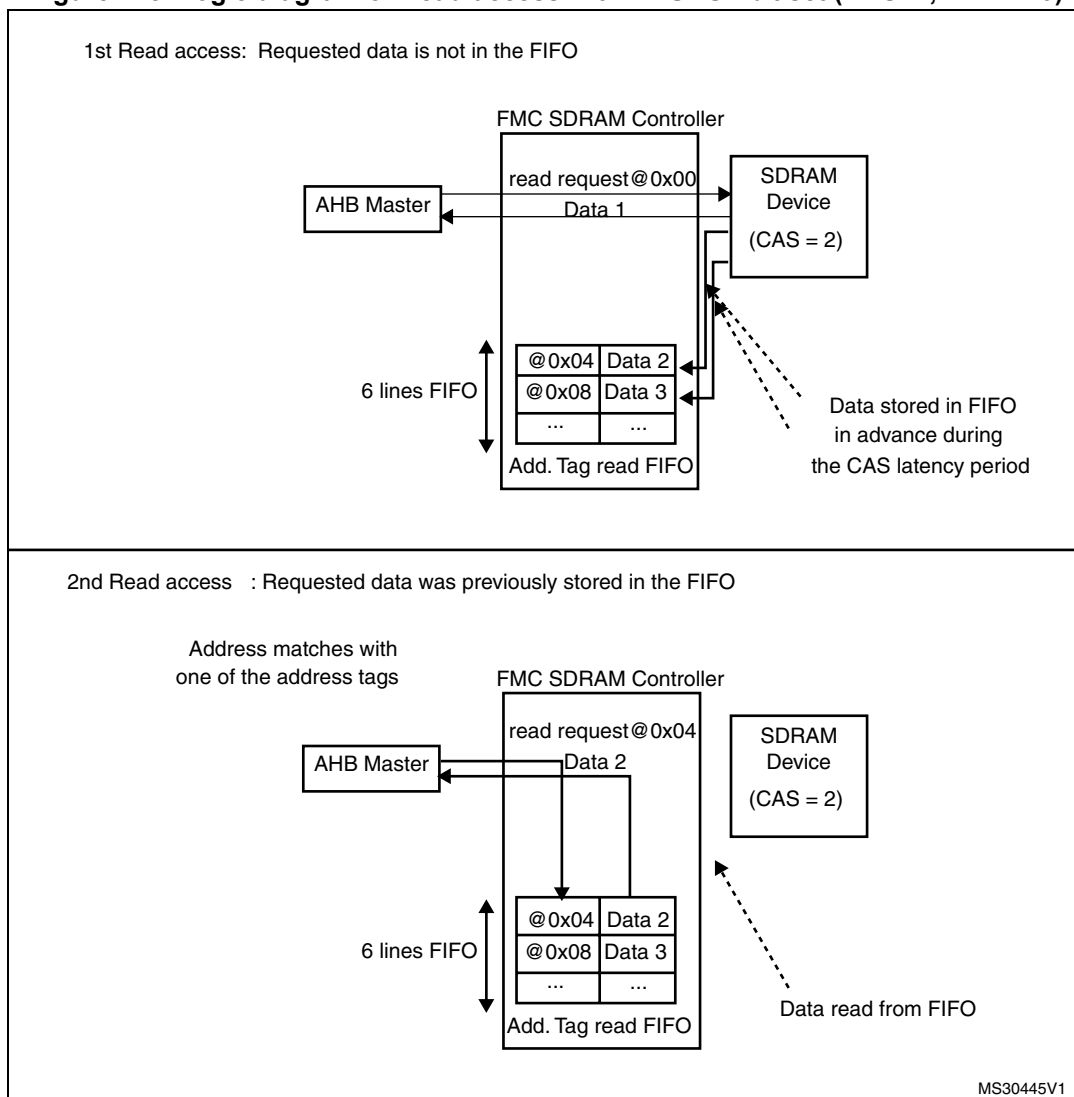 1st Read access: Requested data is not in the FIFO
FMC SDRAM Controller
read request@0x00
Data 1
AHB Master
SDRAM
Device
(CAS = 2)
@0x04 Data 2
@0x08 Data 3
... ...
6 lines FIFO
Add. Tag read FIFO
Data stored in FIFO
in advance during
the CAS latency period
2nd Read access : Requested data was previously stored in the FIFO
Address matches with
one of the address tags
FMC SDRAM Controller
read request@0x04
Data 2
AHB Master
SDRAM
Device
(CAS = 2)
@0x04 Data 2
@0x08 Data 3
... ...
6 lines FIFO
Add. Tag read FIFO
Data read from FIFO
MS30445V1